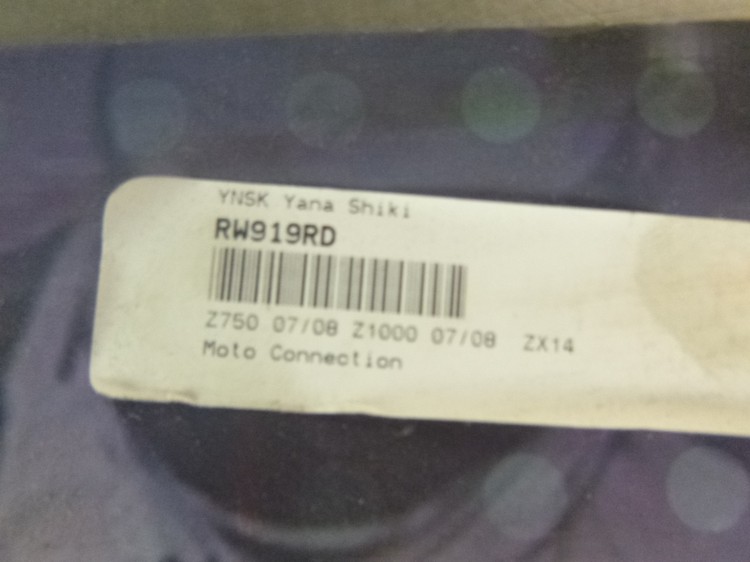 YNSK Yana Shiki
RW919RD
Z750 07/08 Z1000 07/08 ZX14
Moto Connection